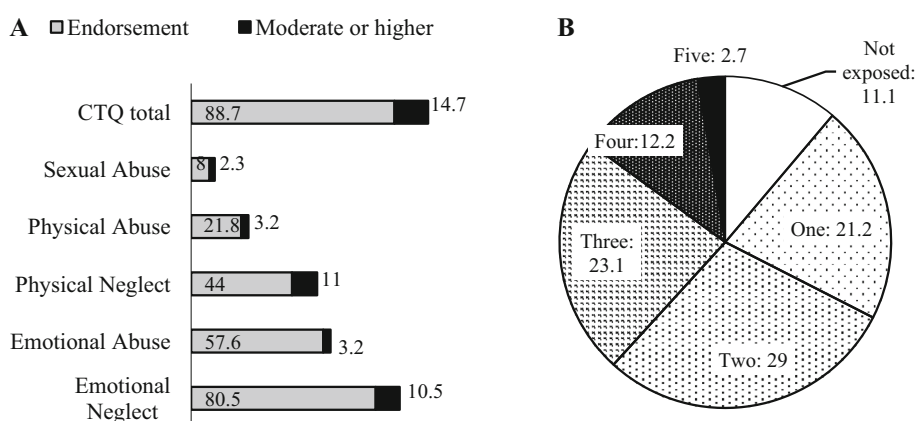 A Endorsement Moderate or higher
CTQ total 88.7 14.7
Sexual Abuse 8 2.3
Physical Abuse 21.8 3.2
Physical Neglect 44 11
Emotional Abuse 57.6 3.2
Emotional
Neglect 80.5 10.5
B
Five: 2.7
Not
exposed:
11.1
Four:12.2
One: 21.2
Three:
23.1
Two: 29